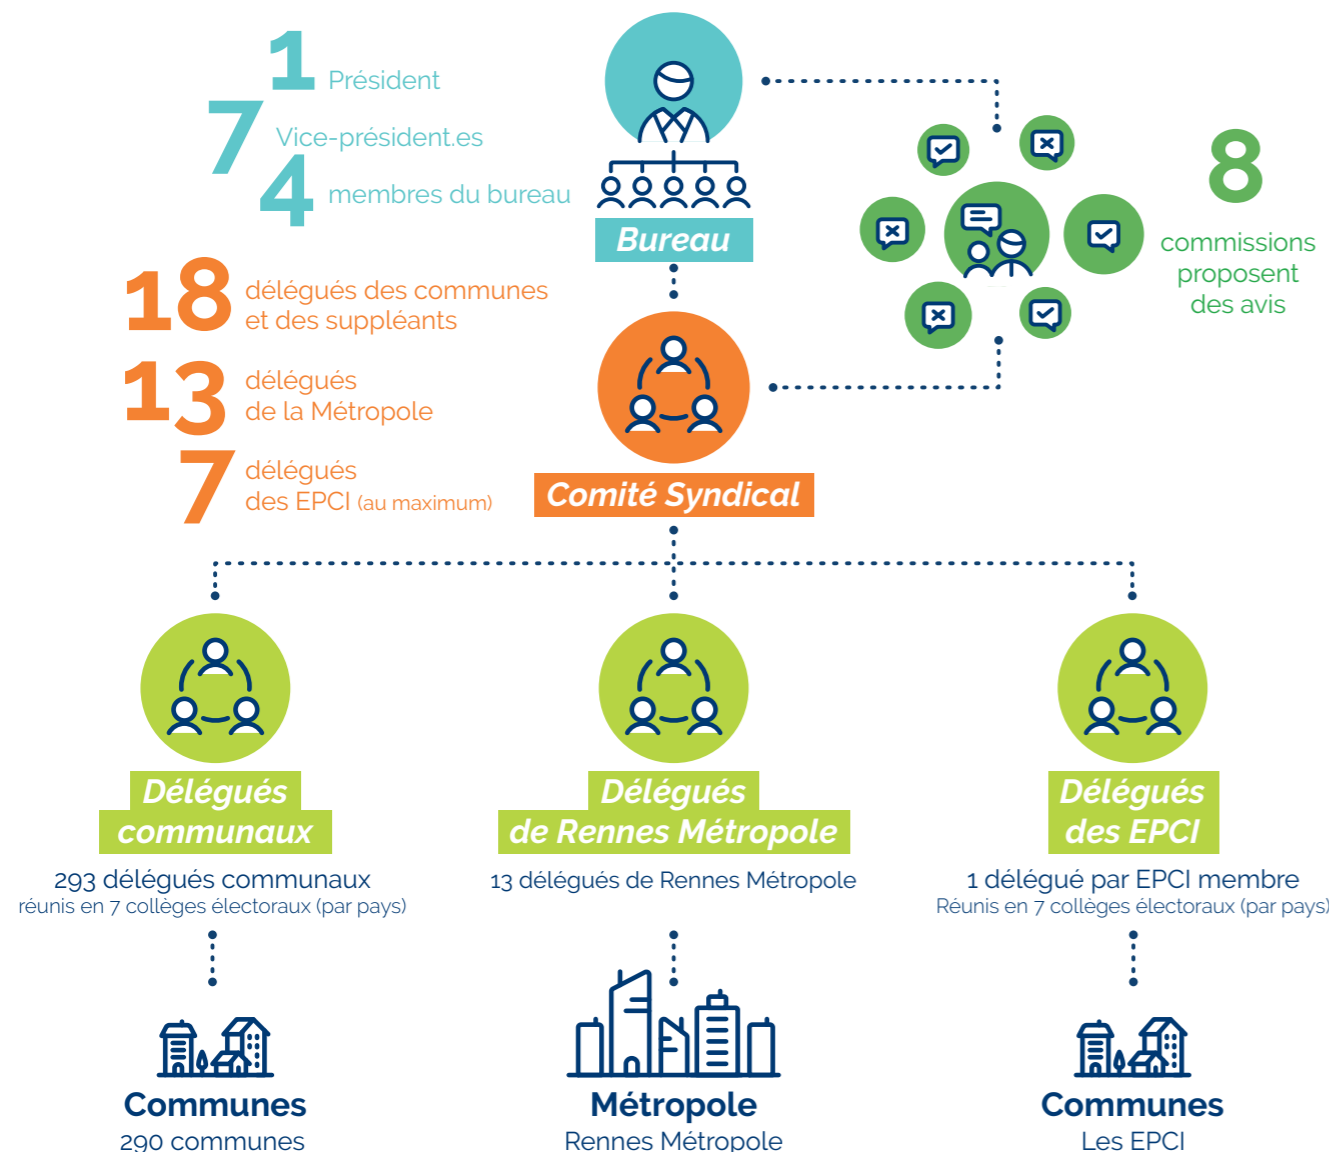 1 Président
7 Vice-président.es
4 membres du bureau
Bureau
8
commissions
proposent
des avis
18 délégués des communes
et des suppléants
13 délégués
de la Métropole
7 délégués
des EPCI (au maximum)
Comité Syndical
Délégués
communaux
293 délégués communaux
réunis en 7 collèges électoraux (par pays)
Communes
290 communes
Délégués
de Rennes Métropole
13 délégués de Rennes Métropole
Métropole
Rennes Métropole
Délégués
des EPCI
1 délégué par EPCI membre
Réunis en 7 collèges électoraux (par pays)
Communes
Les EPCI